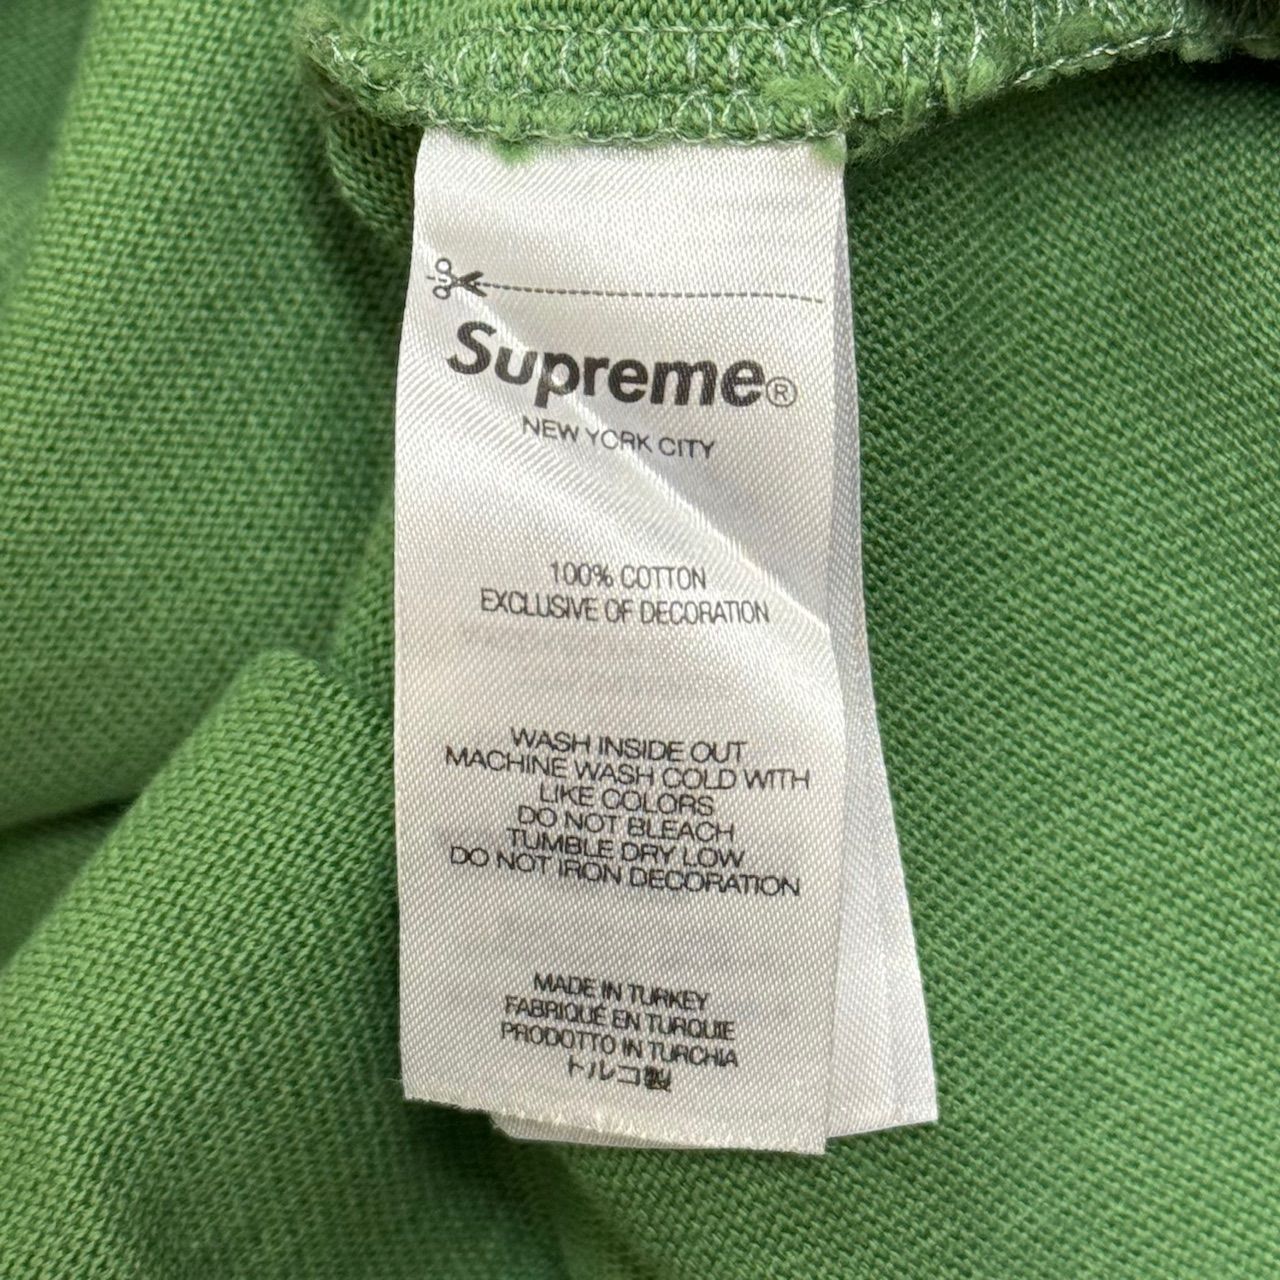 Supreme®
NEW YORK CITY
100% COTTON
EXCLUSIVE OF DECORATION
WASH INSIDE OUT
MACHINE WASH COLD WITH
LIKE COLORS
DO NOT BLEACH
TUMBLE DRY LOW
DO NOT IRON DECORATION
MADE IN TURKEY
FABRIQUÉ EN TURQUIE
PRODOTTO IN TURCHIA
トルコ製